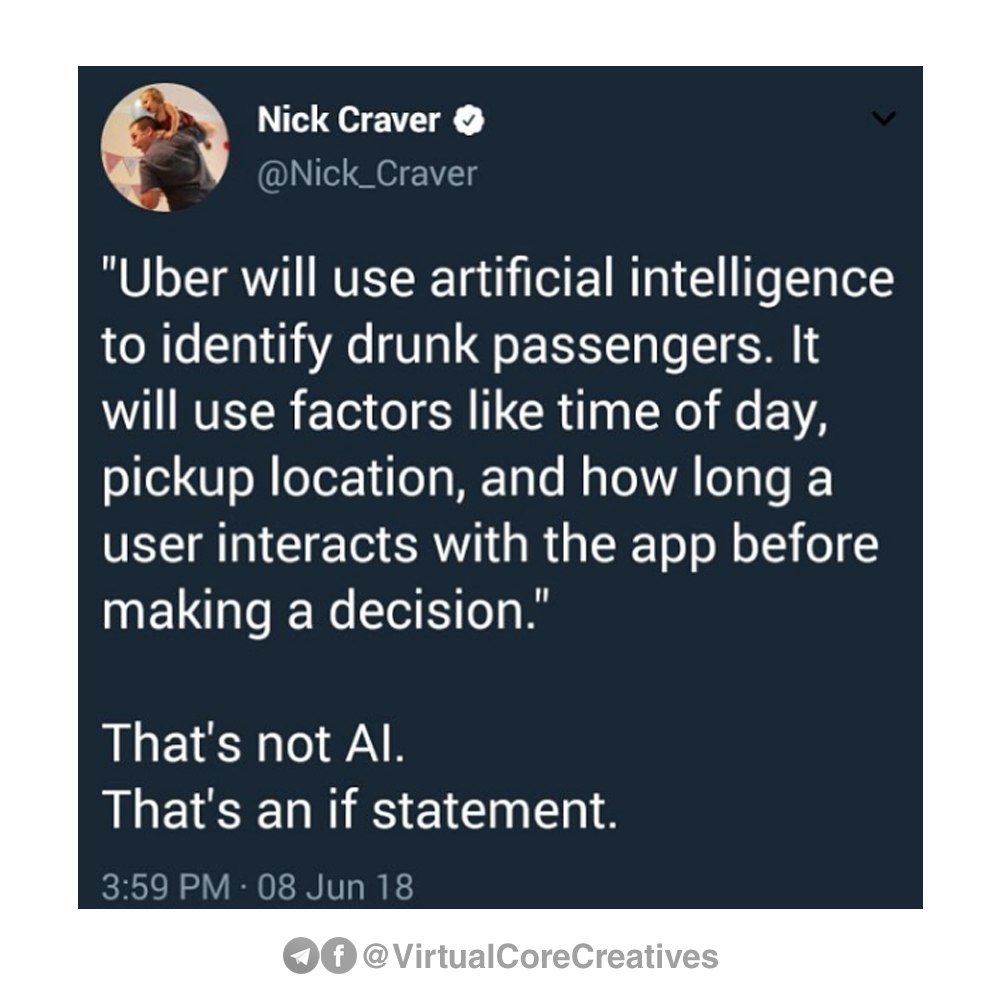 Nick Craver
@Nick_Craver
"Uber will use artificial intelligence
to identify drunk passengers. It
will use factors like time of day,
pickup location, and how long a
user interacts with the app before
making a decision."
That's not AI.
That's an if statement.
3:59 PM · 08 Jun 18
@VirtualCoreCreatives